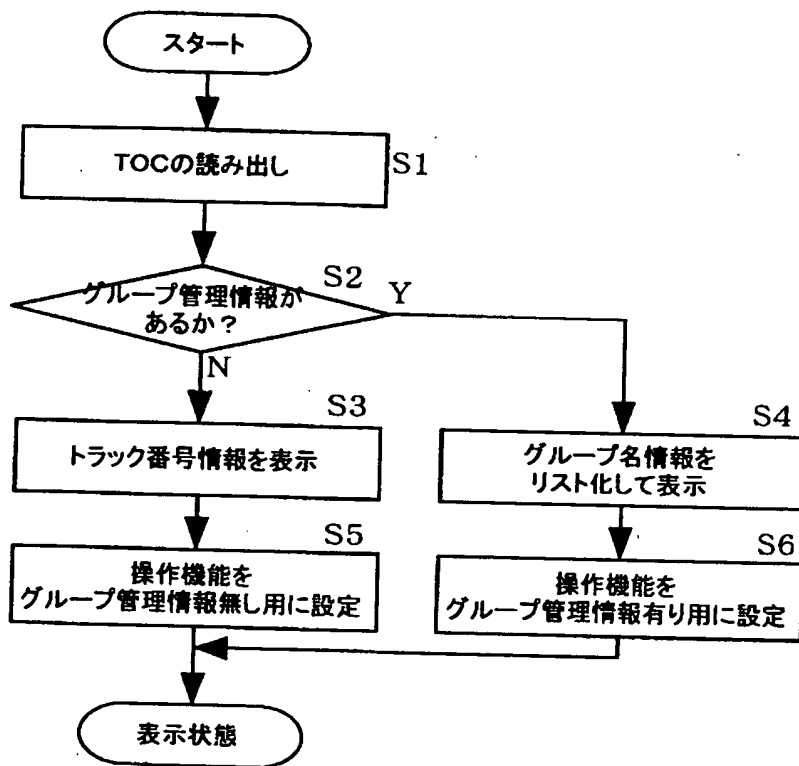 スタート
TOCの読み出し
S1
S2
グループ管理情報が
あるか？
Y
N
S3
トラック番号情報を表示
S4
グループ名情報を
リスト化して表示
S5
操作機能を
グループ管理情報無し用に設定
S6
操作機能を
グループ管理情報有り用に設定
表示状態